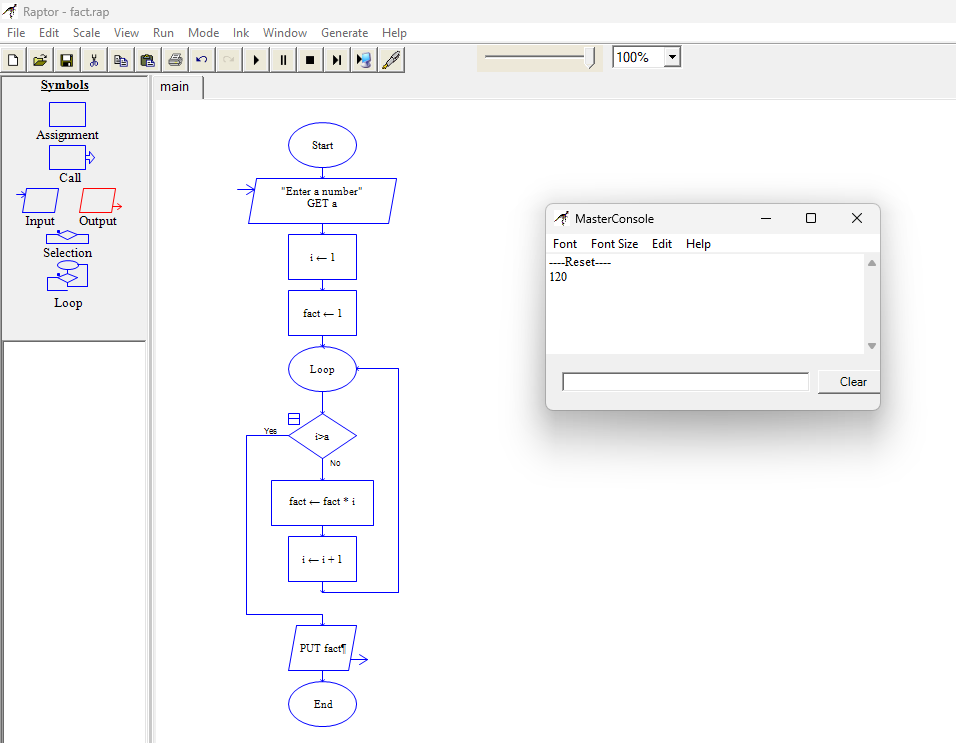 Raptor - fact.rap
File Edit Scale View Run Mode Ink Window Generate Help
100%
Symbols
Assignment
Call
Input Output
Selection
Loop
main
Start
"Enter a number"
GET a
i ← 1
fact ← 1
Loop
Yes
i>a
No
fact ← fact * i
i ← i + 1
PUT fact¶
End
MasterConsole
Font Font Size Edit Help
----Reset----
120
Clear